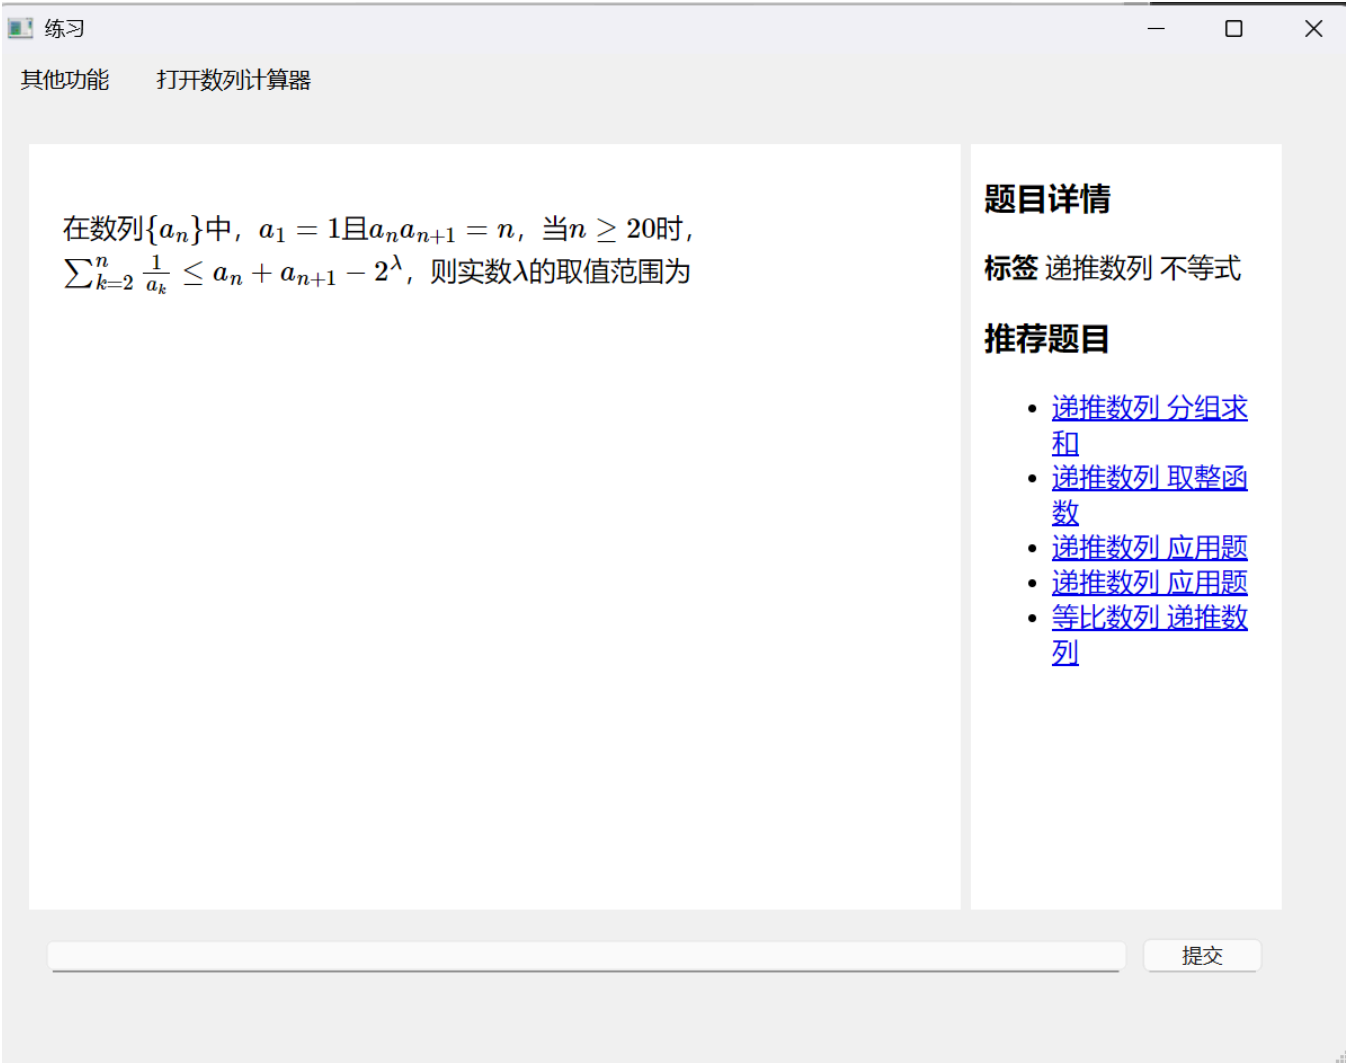 练习
其他功能 打开数列计算器
在数列{aₙ}中，a₁ = 1且aₙaₙ₊₁ = n，当n ≥ 20时，
∑ₖ₌₂ⁿ 1/aₖ ≤ aₙ + aₙ₊₁ − 2^λ，则实数λ的取值范围为
题目详情
标签 递推数列 不等式
推荐题目
• 递推数列 分组求
和
• 递推数列 取整函
数
• 递推数列 应用题
• 递推数列 应用题
• 等比数列 递推数
列
提交